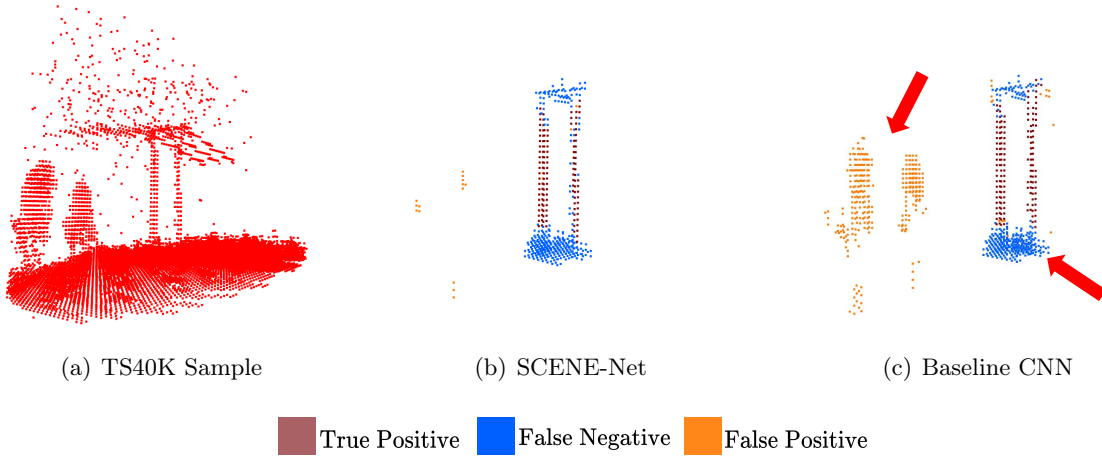 (a) TS40K Sample
(b) SCENE-Net
(c) Baseline CNN
True Positive
False Negative
False Positive